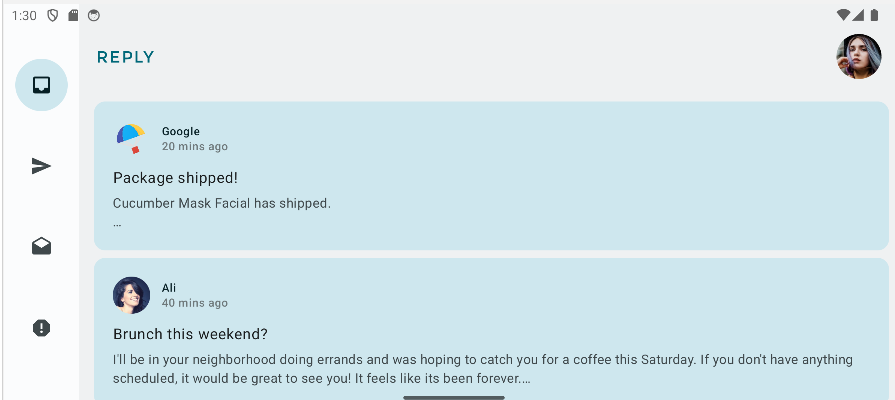 1:30
REPLY
Google
20 mins ago
Package shipped!
Cucumber Mask Facial has shipped.
...
Ali
40 mins ago
Brunch this weekend?
I'll be in your neighborhood doing errands and was hoping to catch you for a coffee this Saturday. If you don't have anything
scheduled, it would be great to see you! It feels like its been forever....